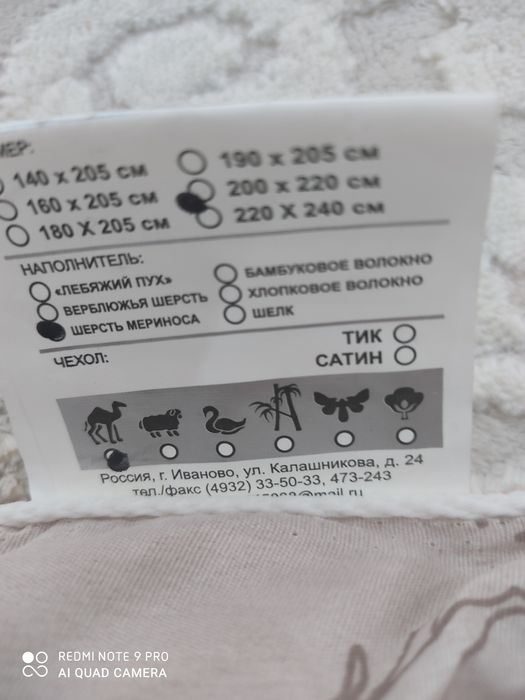 МЕР:
140 х 205 см
160 х 205 см
180 Х 205 см
190 х 205 см
200 х 220 см
220 Х 240 см
НАПОЛНИТЕЛЬ:
«ЛЕБЯЖИЙ ПУХ»
ВЕРБЛЮЖЬЯ ШЕРСТЬ
ШЕРСТЬ МЕРИНОСА
БАМБУКОВОЕ ВОЛОКНО
ХЛОПКОВОЕ ВОЛОКНО
ШЕЛК
ЧЕХОЛ:
ТИК
САТИН
Россия, г. Иваново, ул. Калашникова, д. 24
тел./факс (4932) 33-50-33, 473-243
@mail.ru
REDMI NOTE 9 PRO
AI QUAD CAMERA